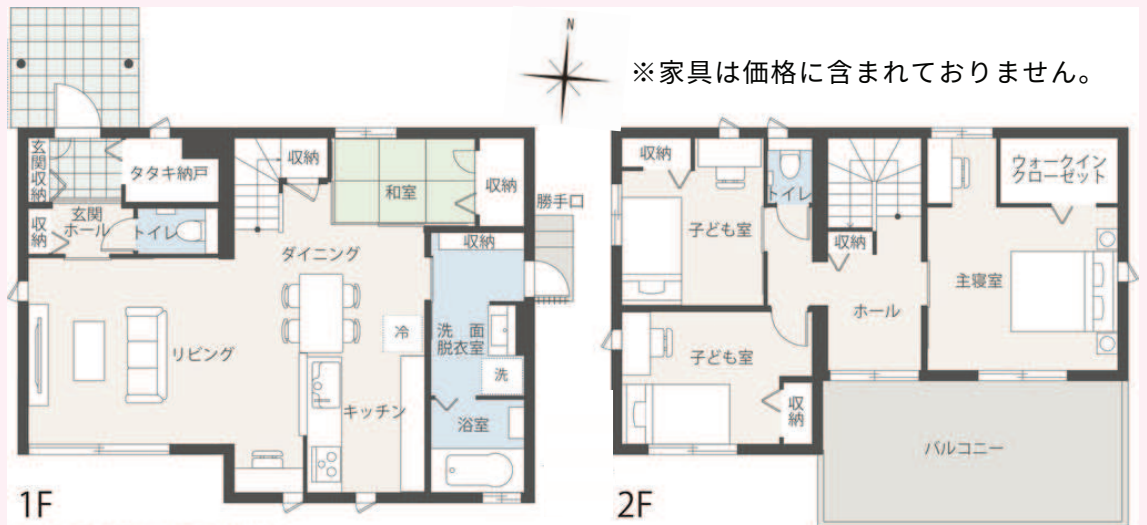 N
※家具は価格に含まれておりません。
玄関収納
タタキ納戸
収納
和室
収納
勝手口
収納
玄関
ホール
トイレ
ダイニング
収納
リビング
冷
洗面
脱衣室
洗
キッチン
浴室
1F
収納
トイレ
子ども室
収納
ウォークイン
クローゼット
主寝室
ホール
子ども室
収納
バルコニー
2F